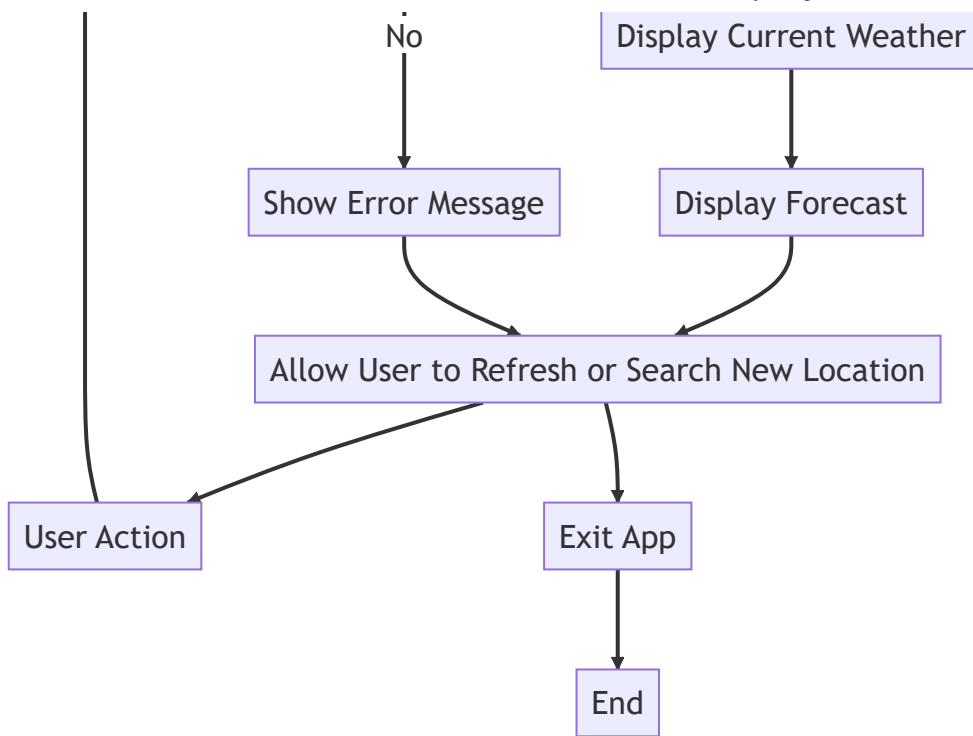 No
Display Current Weather
Show Error Message
Display Forecast
Allow User to Refresh or Search New Location
User Action
Exit App
End